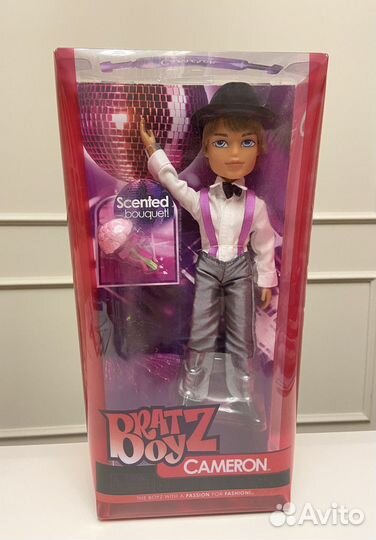 Scented
bouquet!
BRATZ
BOYZ
CAMERON
THE BOYZ WITH A PASSION FOR FASHION!
Avito